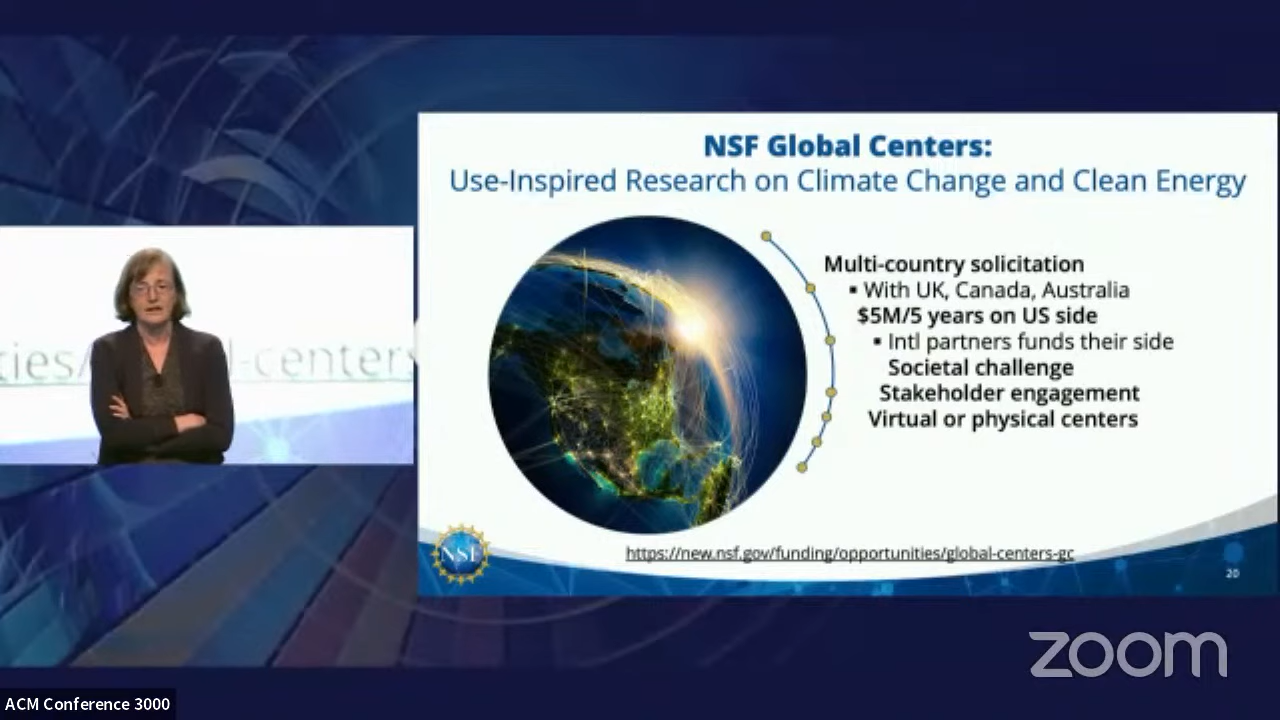 NSF Global Centers:
Use-Inspired Research on Climate Change and Clean Energy
Multi-country solicitation
▪ With UK, Canada, Australia
$5M/5 years on US side
▪ Intl partners funds their side
Societal challenge
Stakeholder engagement
Virtual or physical centers
ties/
-centers
NSF
https://new.nsf.gov/funding/opportunities/global-centers-gc
20
zoom
ACM Conference 3000